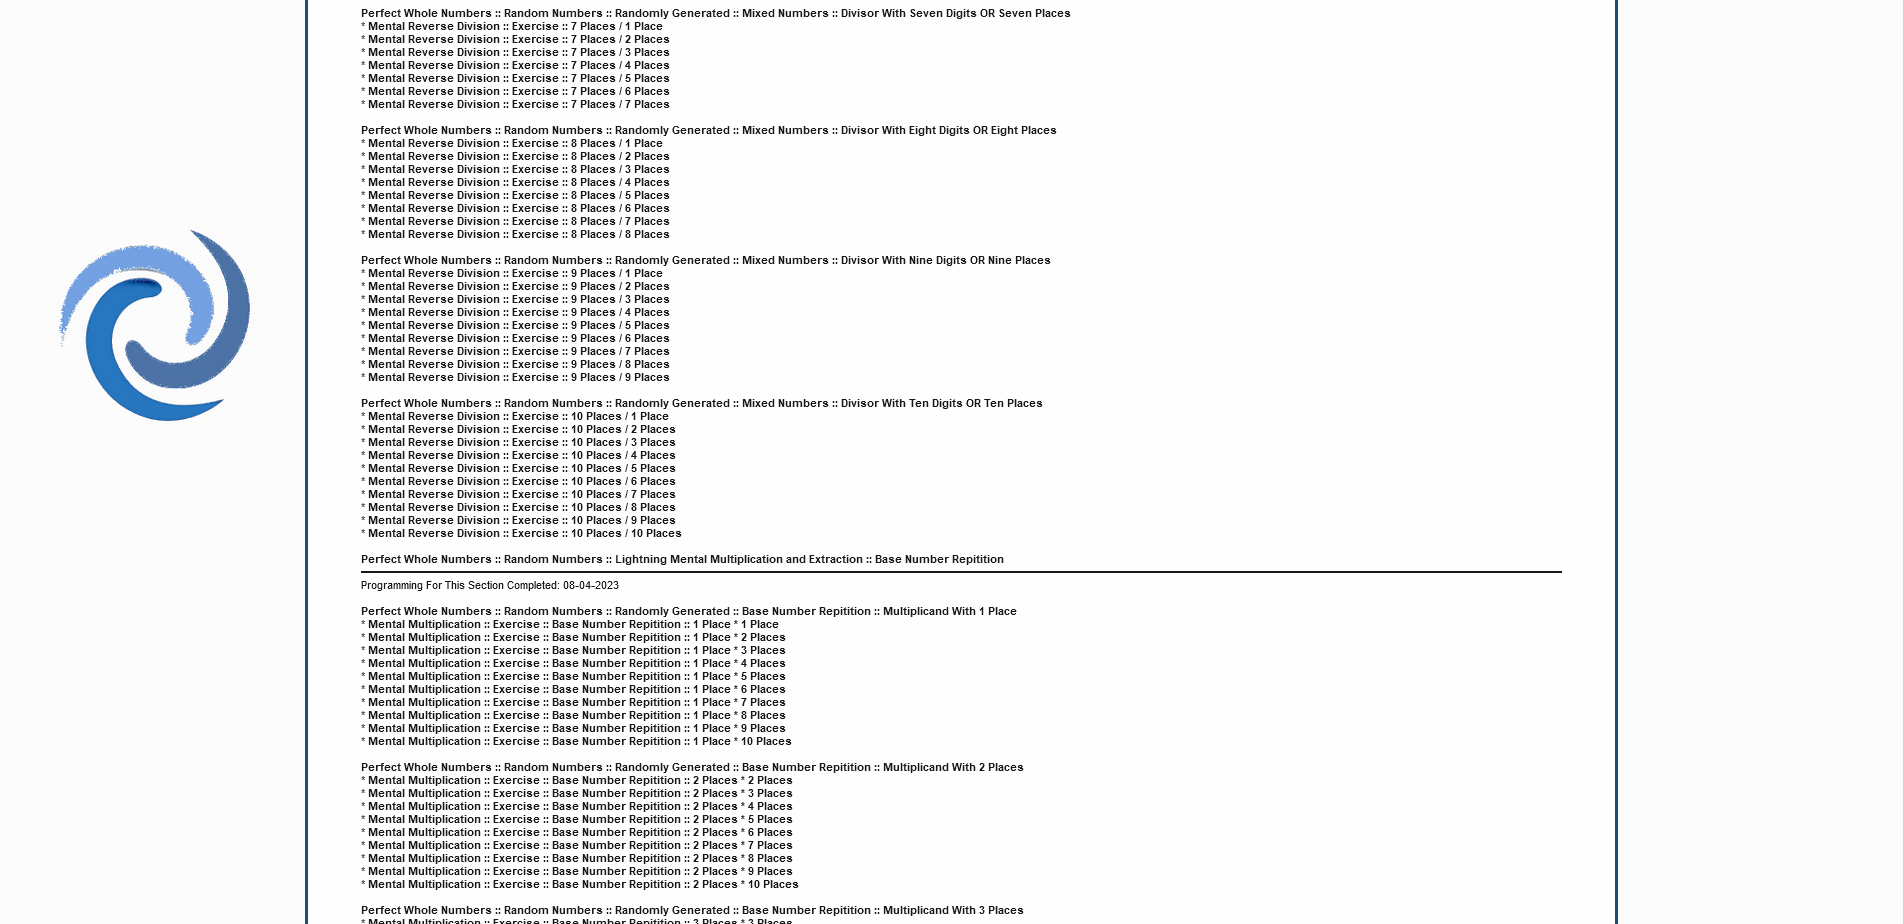 Perfect Whole Numbers :: Random Numbers :: Randomly Generated :: Mixed Numbers :: Divisor With Seven Digits OR Seven Places
* Mental Reverse Division :: Exercise :: 7 Places / 1 Place
* Mental Reverse Division :: Exercise :: 7 Places / 2 Places
* Mental Reverse Division :: Exercise :: 7 Places / 3 Places
* Mental Reverse Division :: Exercise :: 7 Places / 4 Places
* Mental Reverse Division :: Exercise :: 7 Places / 5 Places
* Mental Reverse Division :: Exercise :: 7 Places / 6 Places
* Mental Reverse Division :: Exercise :: 7 Places / 7 Places
Perfect Whole Numbers :: Random Numbers :: Randomly Generated :: Mixed Numbers :: Divisor With Eight Digits OR Eight Places
* Mental Reverse Division :: Exercise :: 8 Places / 1 Place
* Mental Reverse Division :: Exercise :: 8 Places / 2 Places
* Mental Reverse Division :: Exercise :: 8 Places / 3 Places
* Mental Reverse Division :: Exercise :: 8 Places / 4 Places
* Mental Reverse Division :: Exercise :: 8 Places / 5 Places
* Mental Reverse Division :: Exercise :: 8 Places / 6 Places
* Mental Reverse Division :: Exercise :: 8 Places / 7 Places
* Mental Reverse Division :: Exercise :: 8 Places / 8 Places
Perfect Whole Numbers :: Random Numbers :: Randomly Generated :: Mixed Numbers :: Divisor With Nine Digits OR Nine Places
* Mental Reverse Division :: Exercise :: 9 Places / 1 Place
* Mental Reverse Division :: Exercise :: 9 Places / 2 Places
* Mental Reverse Division :: Exercise :: 9 Places / 3 Places
* Mental Reverse Division :: Exercise :: 9 Places / 4 Places
* Mental Reverse Division :: Exercise :: 9 Places / 5 Places
* Mental Reverse Division :: Exercise :: 9 Places / 6 Places
* Mental Reverse Division :: Exercise :: 9 Places / 7 Places
* Mental Reverse Division :: Exercise :: 9 Places / 8 Places
* Mental Reverse Division :: Exercise :: 9 Places / 9 Places
Perfect Whole Numbers :: Random Numbers :: Randomly Generated :: Mixed Numbers :: Divisor With Ten Digits OR Ten Places
* Mental Reverse Division :: Exercise :: 10 Places / 1 Place
* Mental Reverse Division :: Exercise :: 10 Places / 2 Places
* Mental Reverse Division :: Exercise :: 10 Places / 3 Places
* Mental Reverse Division :: Exercise :: 10 Places / 4 Places
* Mental Reverse Division :: Exercise :: 10 Places / 5 Places
* Mental Reverse Division :: Exercise :: 10 Places / 6 Places
* Mental Reverse Division :: Exercise :: 10 Places / 7 Places
* Mental Reverse Division :: Exercise :: 10 Places / 8 Places
* Mental Reverse Division :: Exercise :: 10 Places / 9 Places
* Mental Reverse Division :: Exercise :: 10 Places / 10 Places
Perfect Whole Numbers :: Random Numbers :: Lightning Mental Multiplication and Extraction :: Base Number Repitition
Programming For This Section Completed: 08-04-2023
Perfect Whole Numbers :: Random Numbers :: Randomly Generated :: Base Number Repitition :: Multiplicand With 1 Place
* Mental Multiplication :: Exercise :: Base Number Repitition :: 1 Place * 1 Place
* Mental Multiplication :: Exercise :: Base Number Repitition :: 1 Place * 2 Places
* Mental Multiplication :: Exercise :: Base Number Repitition :: 1 Place * 3 Places
* Mental Multiplication :: Exercise :: Base Number Repitition :: 1 Place * 4 Places
* Mental Multiplication :: Exercise :: Base Number Repitition :: 1 Place * 5 Places
* Mental Multiplication :: Exercise :: Base Number Repitition :: 1 Place * 6 Places
* Mental Multiplication :: Exercise :: Base Number Repitition :: 1 Place * 7 Places
* Mental Multiplication :: Exercise :: Base Number Repitition :: 1 Place * 8 Places
* Mental Multiplication :: Exercise :: Base Number Repitition :: 1 Place * 9 Places
* Mental Multiplication :: Exercise :: Base Number Repitition :: 1 Place * 10 Places
Perfect Whole Numbers :: Random Numbers :: Randomly Generated :: Base Number Repitition :: Multiplicand With 2 Places
* Mental Multiplication :: Exercise :: Base Number Repitition :: 2 Places * 2 Places
* Mental Multiplication :: Exercise :: Base Number Repitition :: 2 Places * 3 Places
* Mental Multiplication :: Exercise :: Base Number Repitition :: 2 Places * 4 Places
* Mental Multiplication :: Exercise :: Base Number Repitition :: 2 Places * 5 Places
* Mental Multiplication :: Exercise :: Base Number Repitition :: 2 Places * 6 Places
* Mental Multiplication :: Exercise :: Base Number Repitition :: 2 Places * 7 Places
* Mental Multiplication :: Exercise :: Base Number Repitition :: 2 Places * 8 Places
* Mental Multiplication :: Exercise :: Base Number Repitition :: 2 Places * 9 Places
* Mental Multiplication :: Exercise :: Base Number Repitition :: 2 Places * 10 Places
Perfect Whole Numbers :: Random Numbers :: Randomly Generated :: Base Number Repitition :: Multiplicand With 3 Places
* Mental Multiplication :: Exercise :: Base Number Repitition :: 3 Places * 3 Places